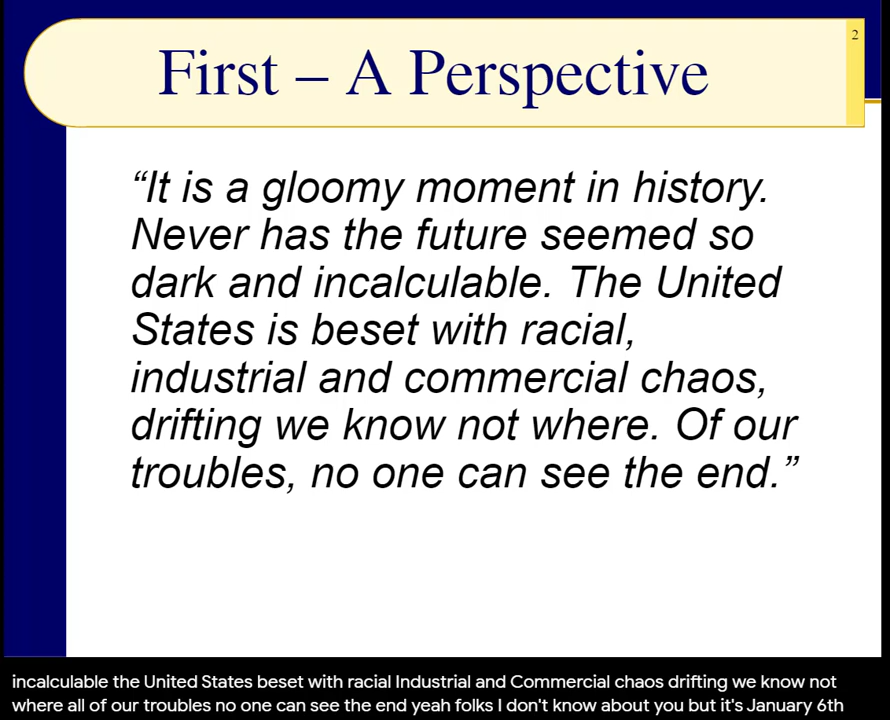 2
First – A Perspective
“It is a gloomy moment in history.
Never has the future seemed so
dark and incalculable. The United
States is beset with racial,
industrial and commercial chaos,
drifting we know not where. Of our
troubles, no one can see the end.”
incalculable the United States beset with racial Industrial and Commercial chaos drifting we know not
where all of our troubles no one can see the end yeah folks I don't know about you but it's January 6th